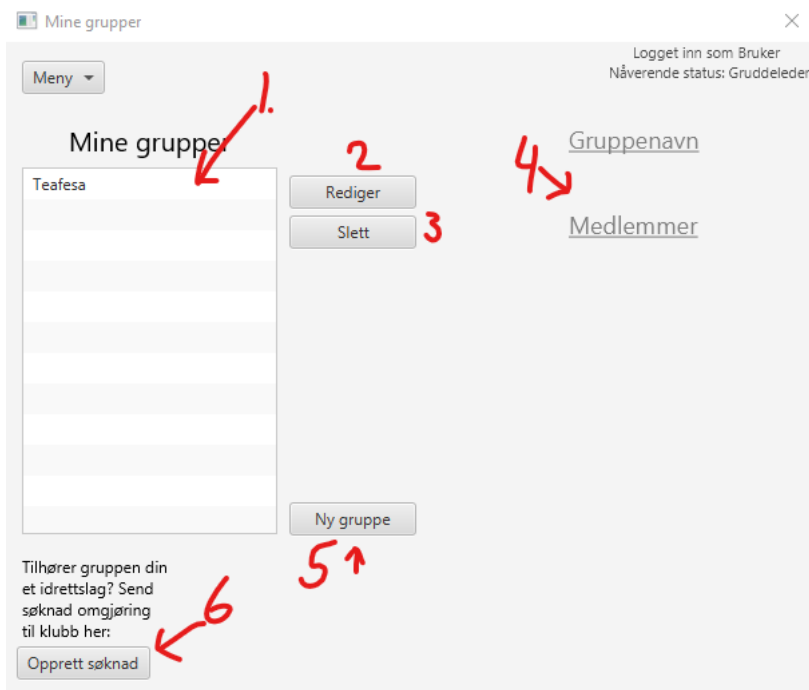 Mine grupper
Logget inn som Bruker
Nåverende status: Gruddeleder
Meny
1.
Mine grupper
2
4
Gruppenavn
Teafesa
Rediger
Slett
3
Medlemmer
Ny gruppe
5
Tilhører gruppen din
et idrettslag? Send
søknad omgjøring
til klubb her:
6
Opprett søknad